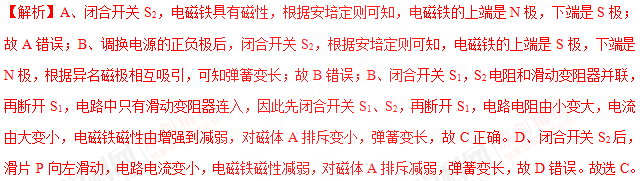 【解析】A、闭合开关 S2，电磁铁具有磁性，根据安培定则可知，电磁铁的上端是 N 极，下端是 S 极；
故 A 错误；B、调换电源的正负极后，闭合开关 S2，根据安培定则可知，电磁铁的上端是 S 极，下端是
N 极，根据异名磁极相互吸引，可知弹簧变长；故 B 错误；B、闭合开关 S1，S2 电阻和滑动变阻器并联，
再断开 S1，电路中只有滑动变阻器连入，因此先闭合开关 S1、S2，再断开 S1，电路电阻由小变大，电流
由大变小，电磁铁磁性由增强到减弱，对磁体 A 排斥变小，弹簧变长，故 C 正确。D、闭合开关 S2 后，
滑片 P 向左滑动，电路电流变小，电磁铁磁性减弱，对磁体 A 排斥减弱，弹簧变长，故 D 错误。故选 C。